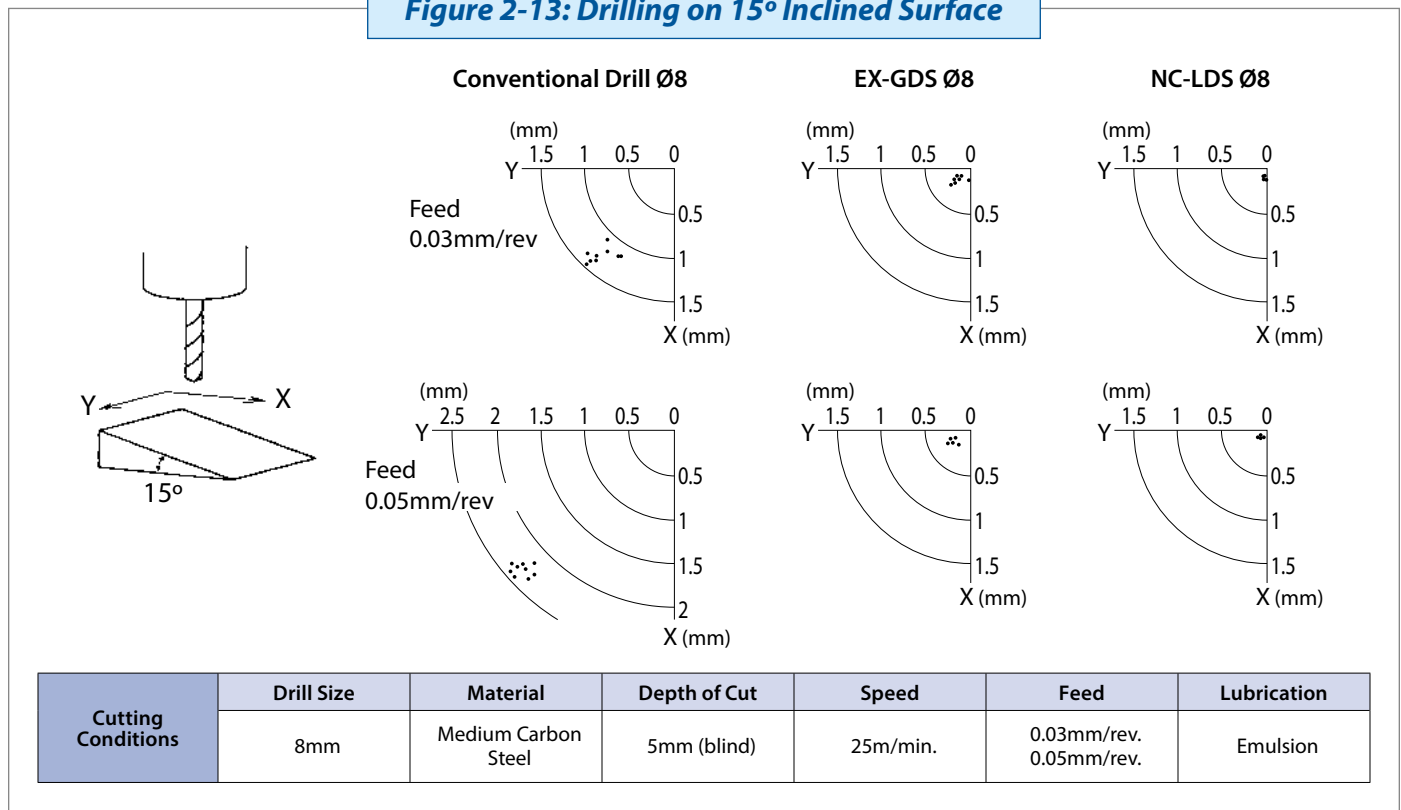 Figure 2-13: Drilling on 15º Inclined Surface
Conventional Drill Ø8
EX-GDS Ø8
NC-LDS Ø8
(mm)
1.5 1 0.5 0
Y
Feed
0.03mm/rev
0.5
1
1.5
X (mm)
(mm)
1.5 1 0.5 0
Y
0.5
1
1.5
X (mm)
(mm)
1.5 1 0.5 0
Y
0.5
1
1.5
X (mm)
Y
X
15º
(mm)
2.5 2 1.5 1 0.5 0
Y
Feed
0.05mm/rev
0.5
1
1.5
2
X (mm)
(mm)
1.5 1 0.5 0
Y
0.5
1
1.5
X (mm)
(mm)
1.5 1 0.5 0
Y
0.5
1
1.5
X (mm)
Cutting
Conditions
Drill Size
Material
Depth of Cut
Speed
Feed
Lubrication
8mm
Medium Carbon
Steel
5mm (blind)
25m/min.
0.03mm/rev.
0.05mm/rev.
Emulsion